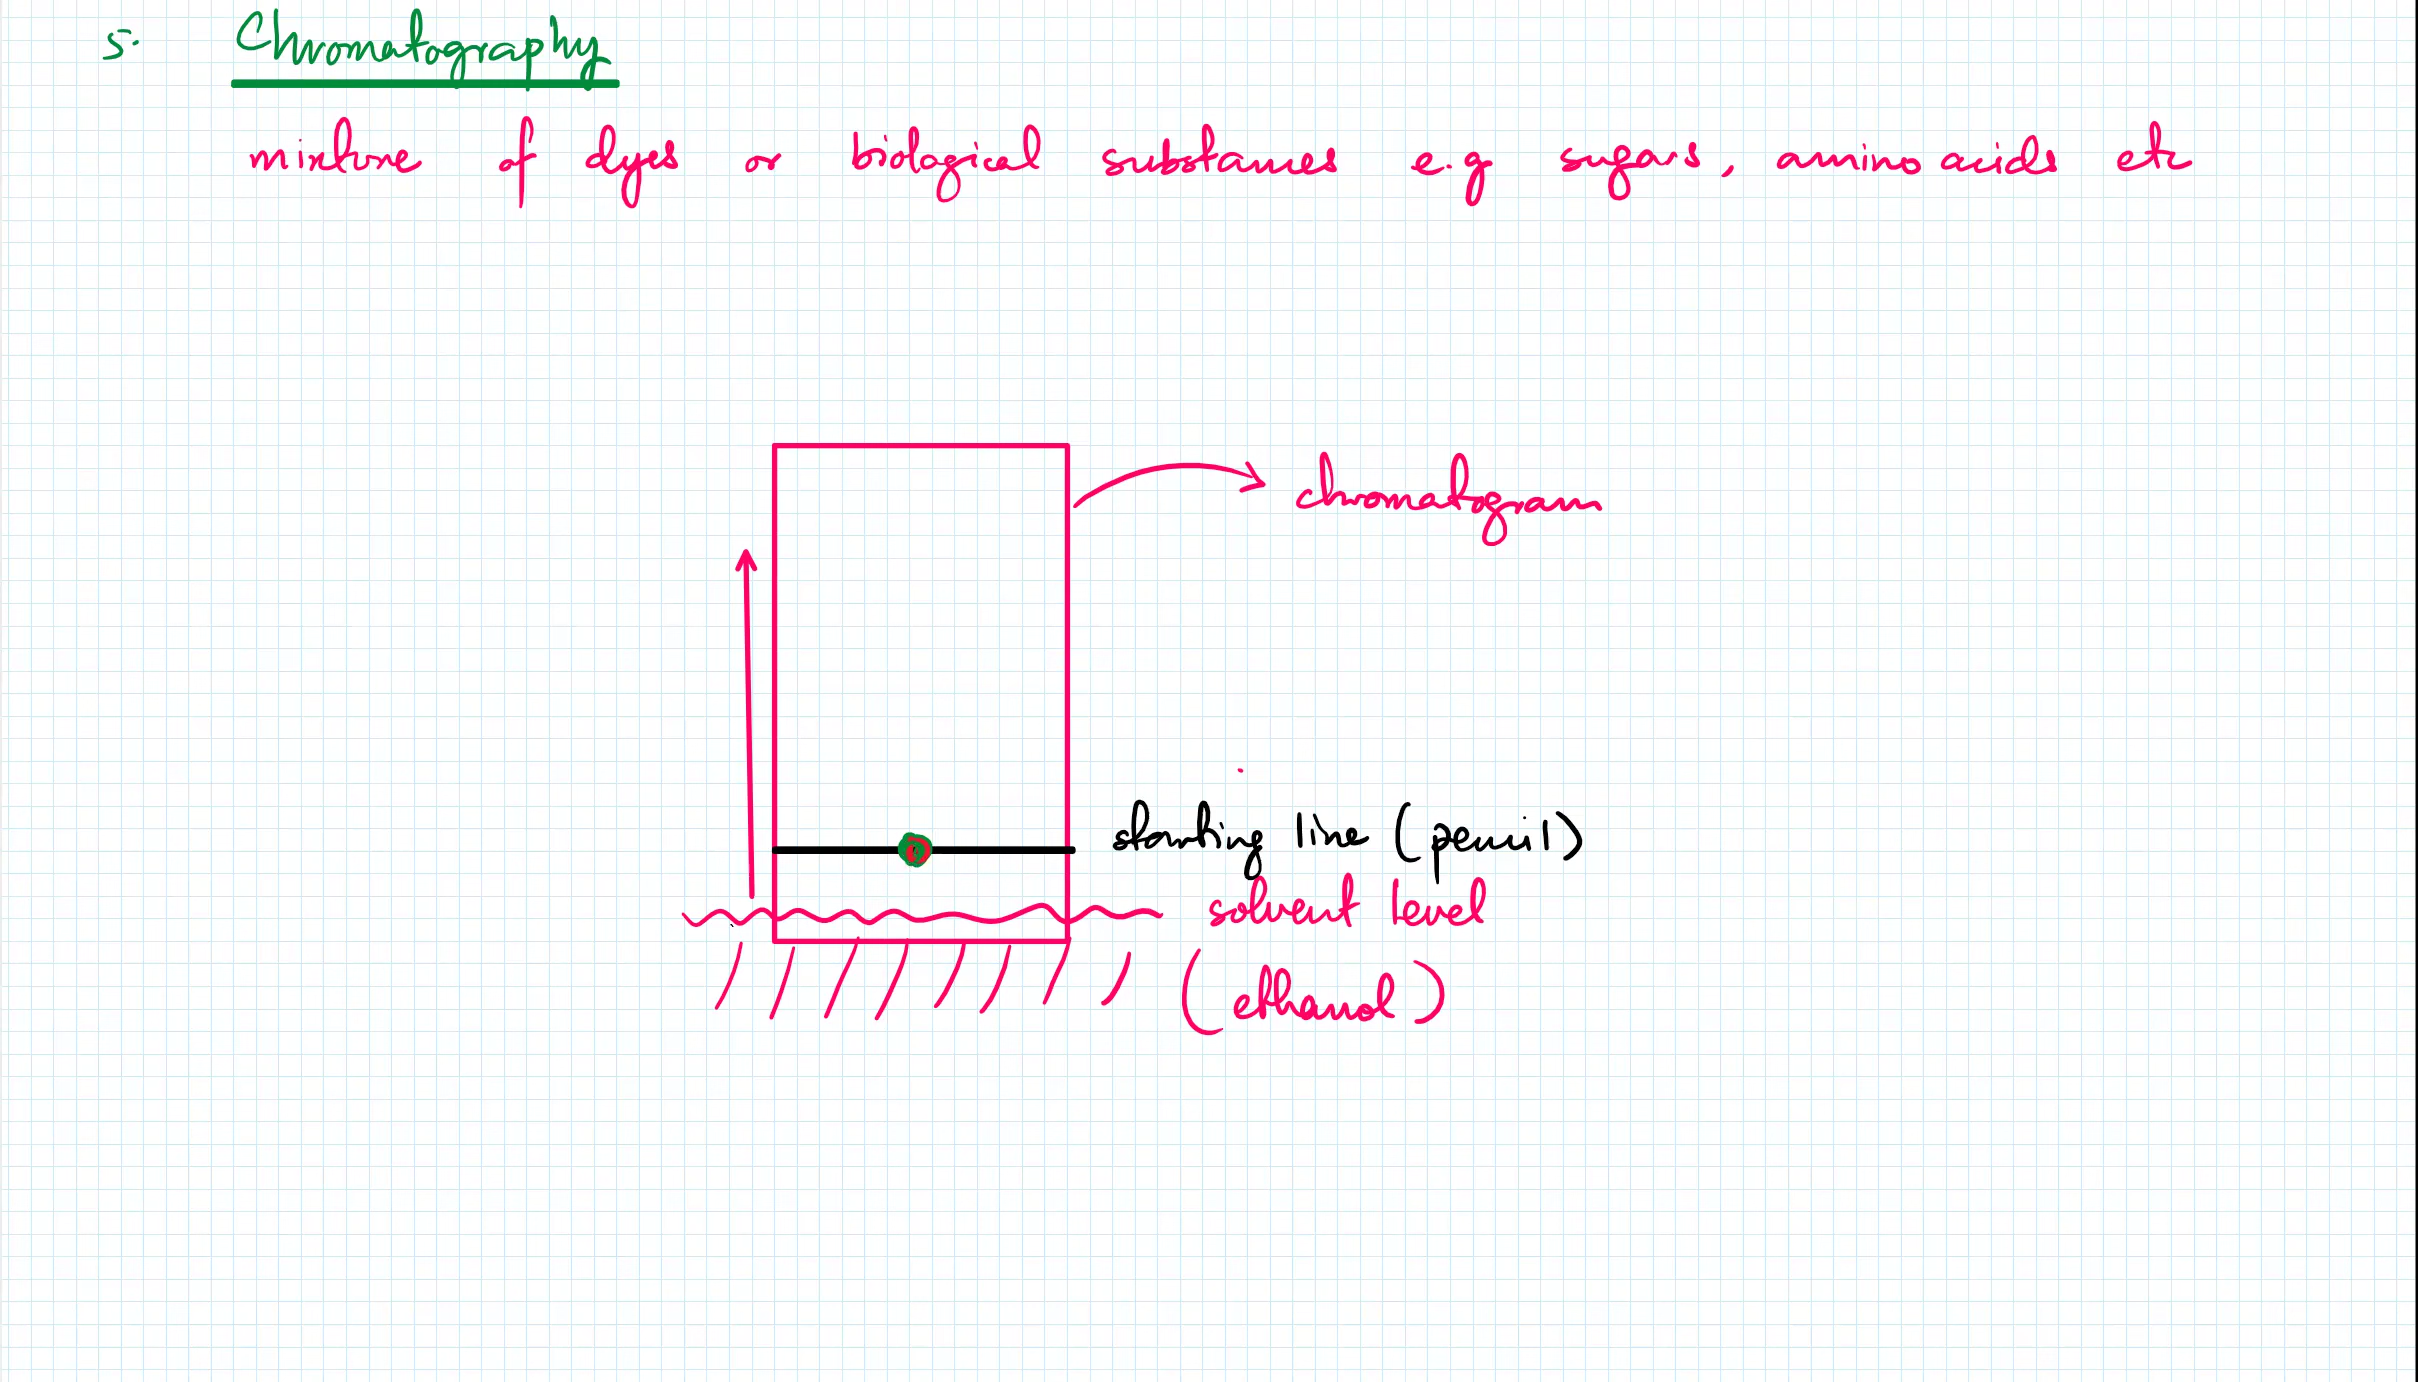 5. Chromatography
mixture of dyes or biological substances e.g sugars, amino acids etc
chromatogram
starting line (pencil)
solvent level
(ethanol)